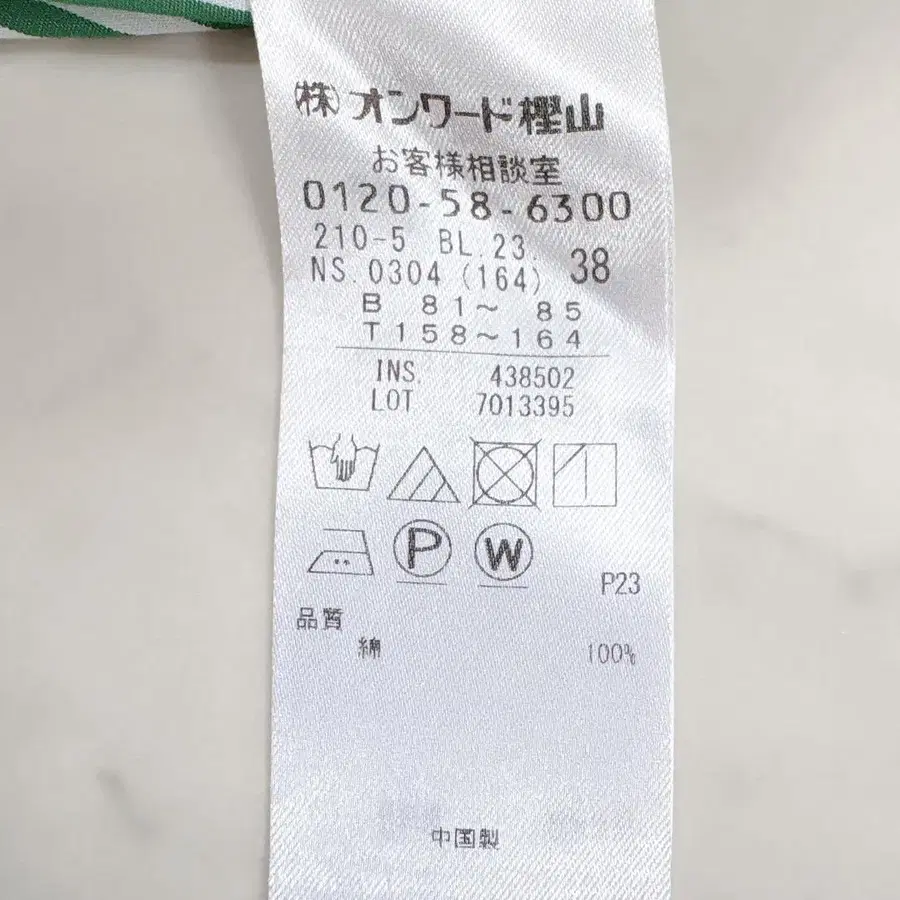 (株)オンワード樫山
お客様相談室
0120-58-6300
210-5 BL.23. 38
NS.0304 (164)
B 81～ 85
T158～164
INS. 438502
LOT 7013395
P W
P23
品質
綿 100%
中国製